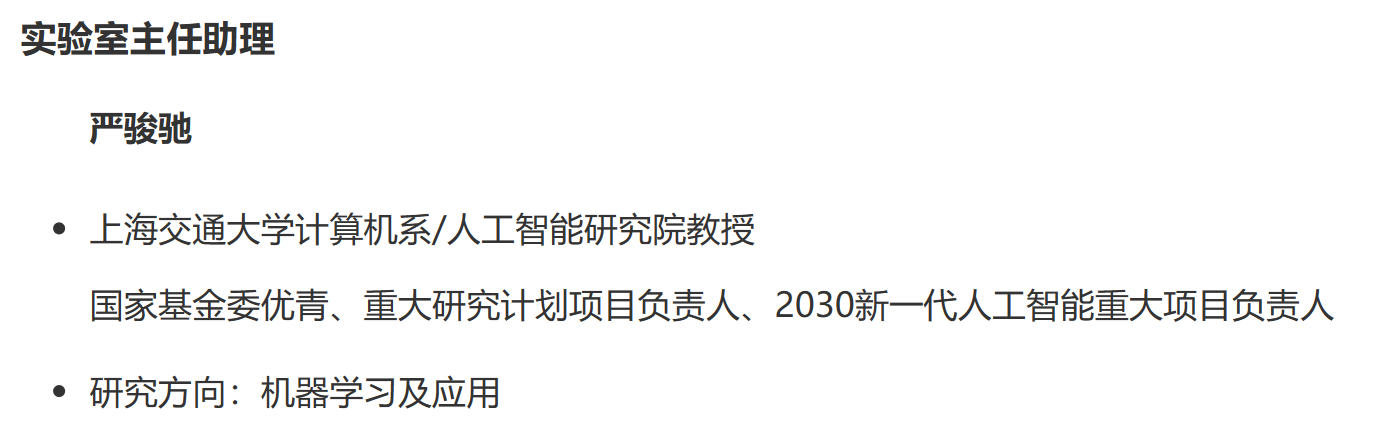 实验室主任助理
严骏驰
上海交通大学计算机系/人工智能研究院教授
国家基金委优青、重大研究计划项目负责人、2030新一代人工智能重大项目负责人
研究方向：机器学习及应用